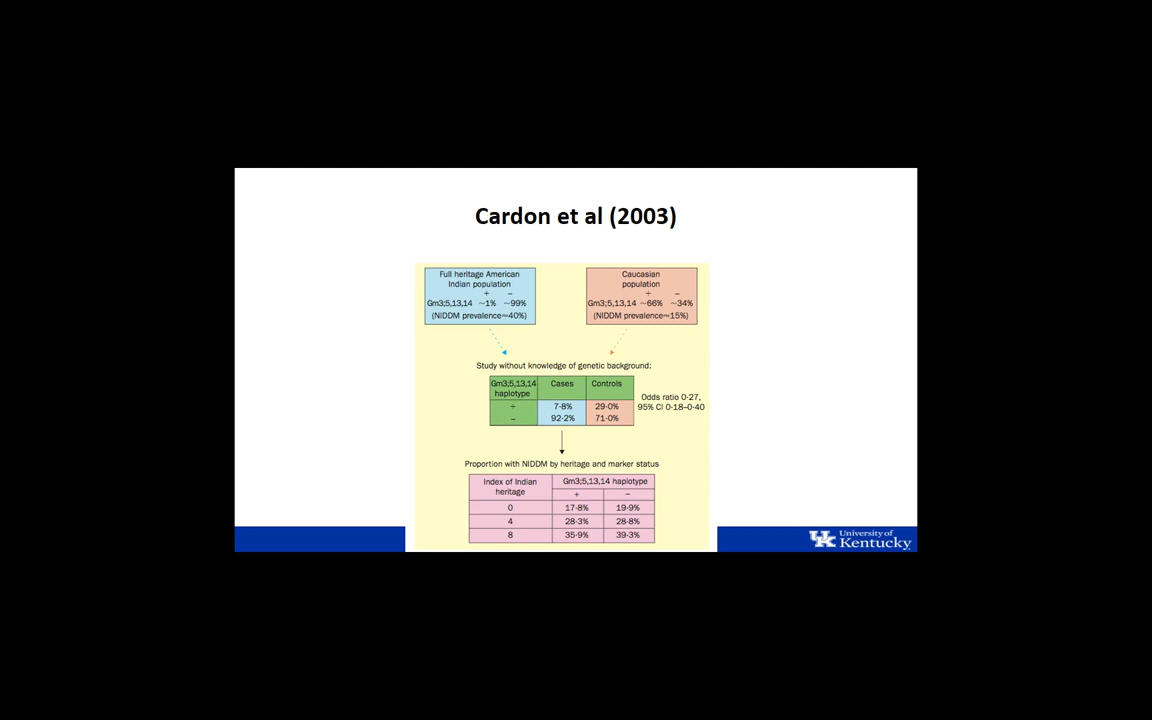 Cardon et al (2003)
Full heritage American
Indian population
+ −
Gm3;5,13,14 ~1% ~99%
(NIDDM prevalence≈40%)
Caucasian
population
+ −
Gm3;5,13,14 ~66% ~34%
(NIDDM prevalence≈15%)
Study without knowledge of genetic background:
Gm3;5,13,14
haplotype
Cases
Controls
+ 7·8% 29·0%
− 92·2% 71·0%
Odds ratio 0·27,
95% CI 0·18–0·40
Proportion with NIDDM by heritage and marker status
Index of Indian
heritage
Gm3;5,13,14 haplotype
+ −
0 17·8% 19·9%
4 28·3% 28·8%
8 35·9% 39·3%
UK
University of
Kentucky